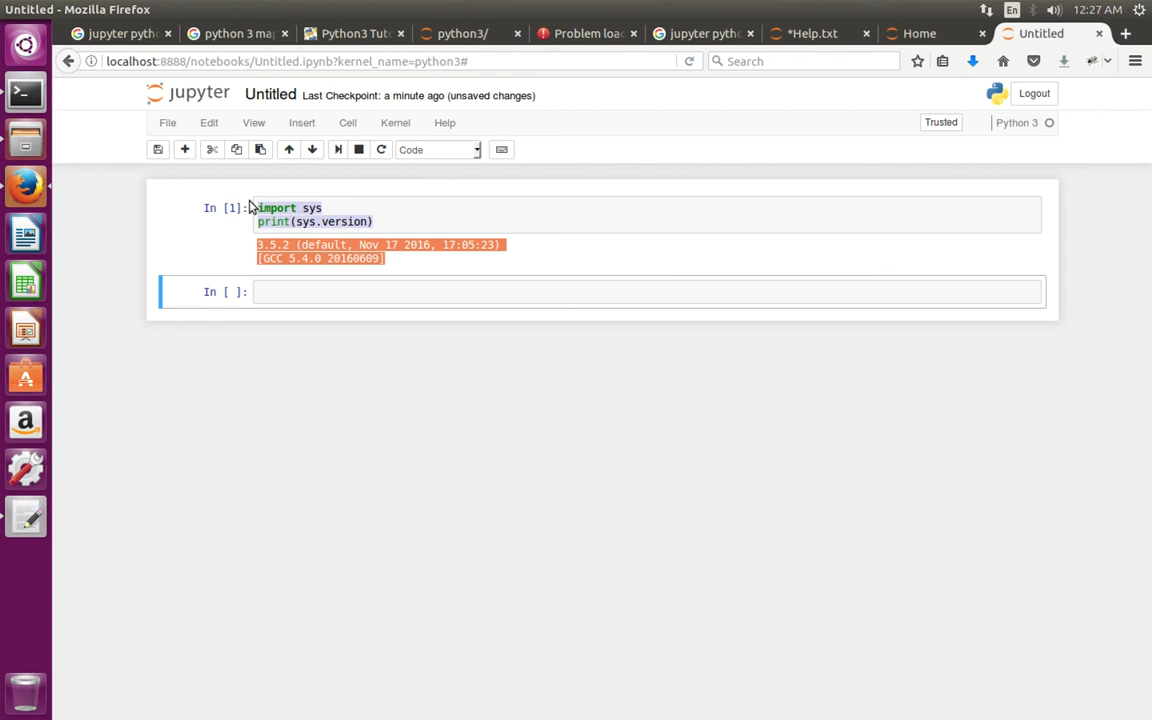 Untitled - Mozilla Firefox
En
12:27 AM
jupyter pyth
python 3 ma
Python3 Tut
python3/
Problem loa
jupyter pyth
*Help.txt
Home
Untitled
localhost:8888/notebooks/Untitled.ipynb?kernel_name=python3#
Search
jupyter
Untitled
Last Checkpoint: a minute ago (unsaved changes)
Logout
File
Edit
View
Insert
Cell
Kernel
Help
Trusted
Python 3
Code
In [1]:
import sys
print(sys.version)
3.5.2 (default, Nov 17 2016, 17:05:23)
[GCC 5.4.0 20160609]
In [ ]: